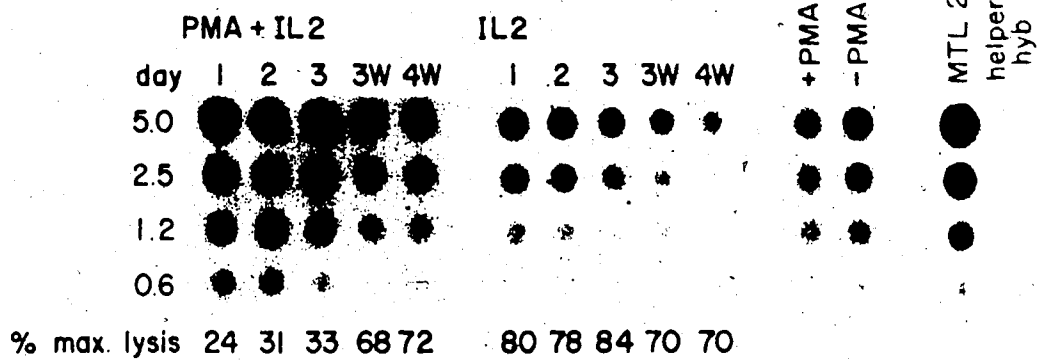 PMA + IL2 IL2 +PMA -PMA MTL 2 helper hyb
day 1 2 3 3W 4W 1 2 3 3W 4W
5.0
2.5
1.2
0.6
% max. lysis 24 31 33 68 72 80 78 84 70 70